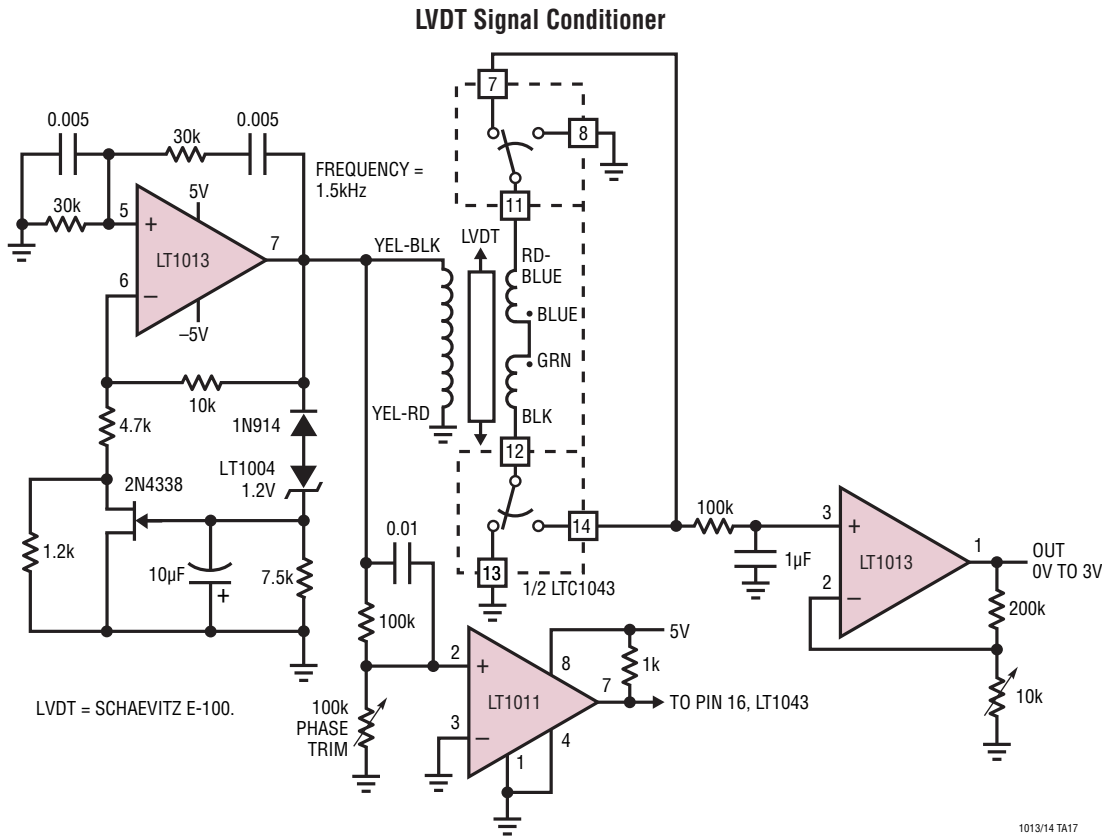 LVDT Signal Conditioner
0.005
30k
0.005
FREQUENCY =
1.5kHz
30k
5
+
5V
LT1013
7
6
–
–5V
10k
4.7k
1N914
LT1004
1.2V
2N4338
1.2k
10µF
+
7.5k
LVDT = SCHAEVITZ E-100.
7
8
11
YEL-BLK
LVDT
RD-
BLUE
BLUE
GRN
YEL-RD
BLK
12
14
13
1/2 LTC1043
0.01
100k
100k
PHASE
TRIM
2
+
3
–
LT1011
8
5V
1k
7
TO PIN 16, LT1043
4
1
100k
1µF
3
+
2
–
LT1013
1
OUT
0V TO 3V
200k
10k
1013/14 TA17